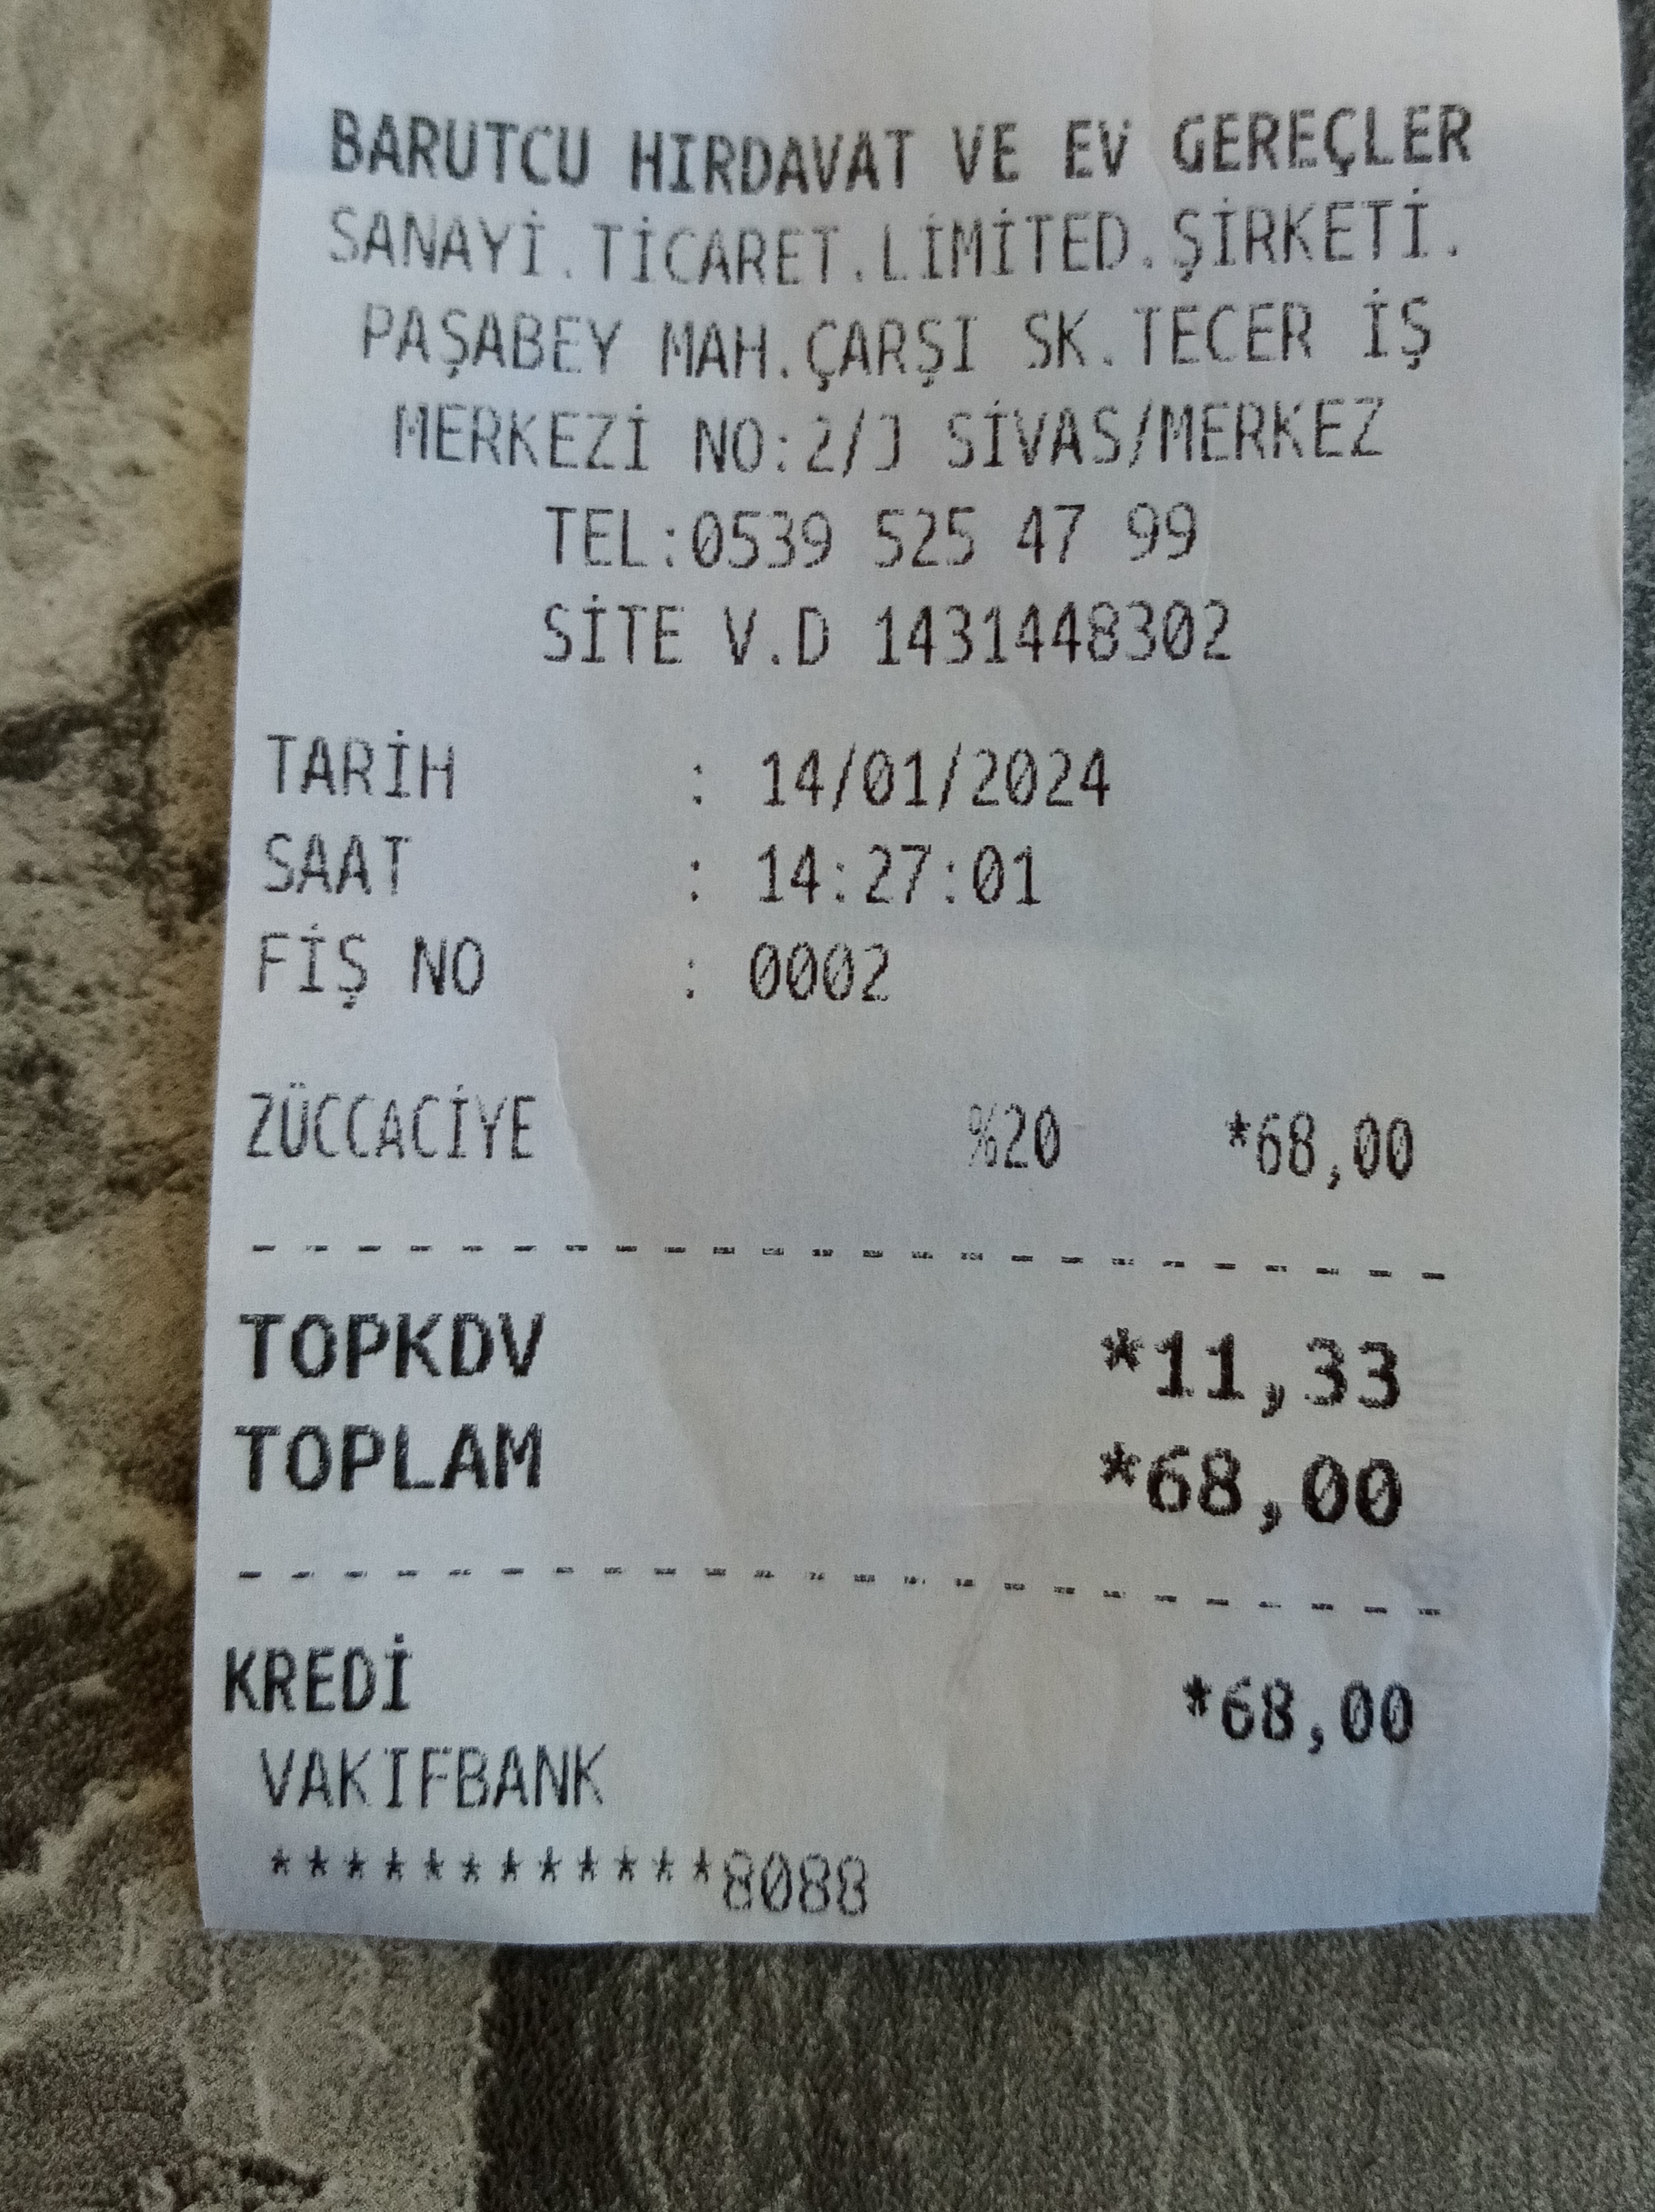 BARUTCU HIRDAVAT VE EV GEREÇLER
SANAYİ.TİCARET.LİMİTED.ŞİRKETİ.
PAŞABEY MAH.ÇARŞI SK.TECER İŞ
MERKEZİ NO:2/J SİVAS/MERKEZ
TEL:0539 525 47 99
SİTE V.D 1431448302
TARİH : 14/01/2024
SAAT : 14:27:01
FİŞ NO : 0002
ZÜCCACİYE %20 *68,00
TOPKDV *11,33
TOPLAM *68,00
KREDİ *68,00
VAKIFBANK
************8088